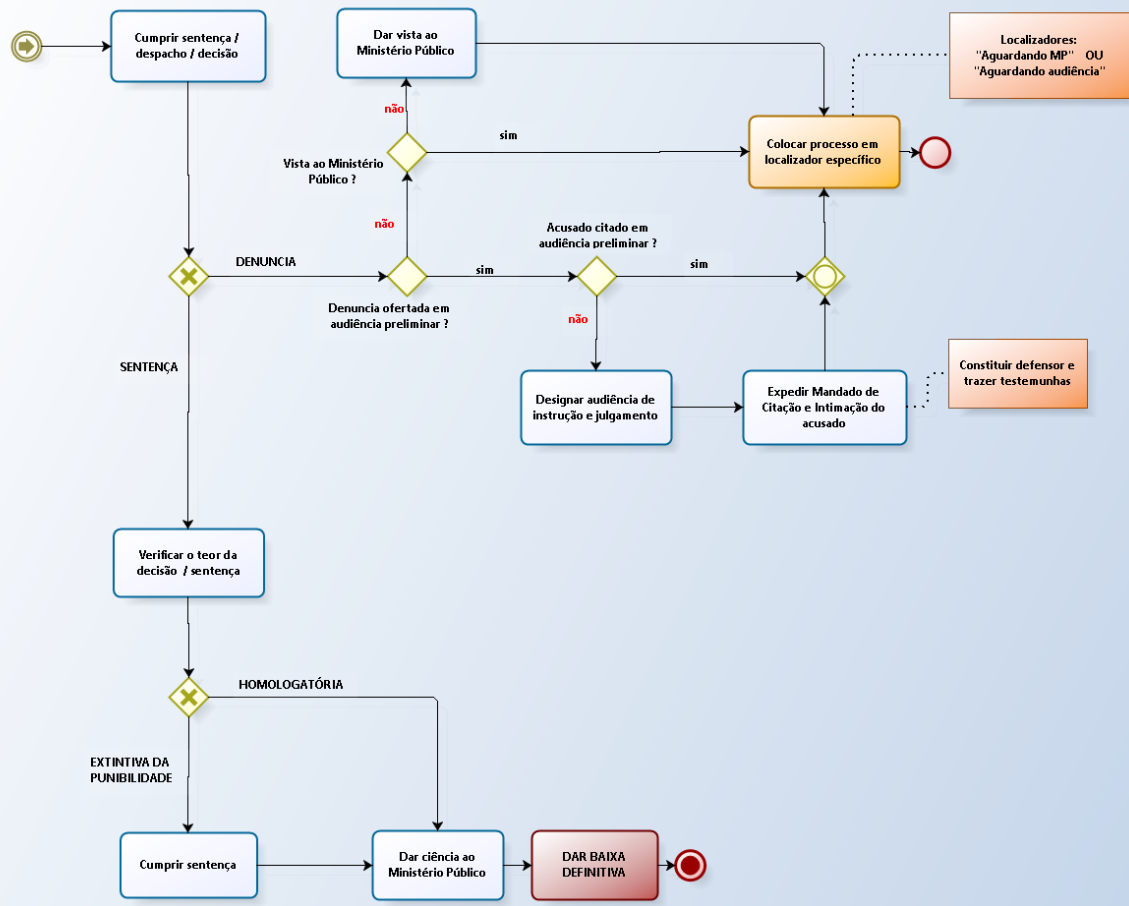 Cumprir sentença /
despacho / decisão
Dar vista ao
Ministério Público
Localizadores:
"Aguardando MP" OU
"Aguardando audiência"
não
sim
Vista ao Ministério
Público ?
Colocar processo em
localizador específico
não
Acusado citado em
audiência preliminar ?
DENUNCIA
sim
sim
Denuncia ofertada em
audiência preliminar ?
não
SENTENÇA
Constituir defensor e
trazer testemunhas
Designar audiência de
instrução e julgamento
Expedir Mandado de
Citação e Intimação do
acusado
Verificar o teor da
decisão / sentença
HOMOLOGATÓRIA
EXTINTIVA DA
PUNIBILIDADE
Cumprir sentença
Dar ciência ao
Ministério Público
DAR BAIXA
DEFINITIVA